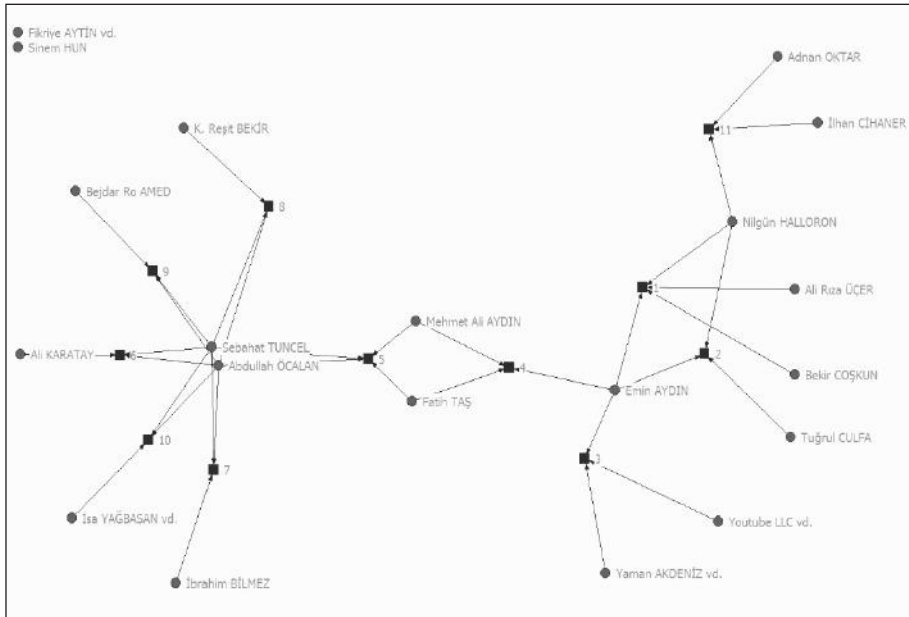 Fikriye AYTİN vd.
Sinem HUN
Adnan OKTAR
İlhan CİHANER
11
K. Reşit BEKİR
Bejdar Ro AMED
8
Nilgün HALLORON
9
1
Ali Rıza ÜÇER
Mehmet Ali AYDIN
Sebahat TUNCEL
Ali KARATAY
6
Abdullah ÖCALAN
5
2
4
Bekir COŞKUN
Emin AYDIN
Fatih TAŞ
10
Tuğrul CULFA
3
7
İsa YAĞBASAN vd.
Youtube LLC vd.
Yaman AKDENİZ vd.
İbrahim BİLMEZ